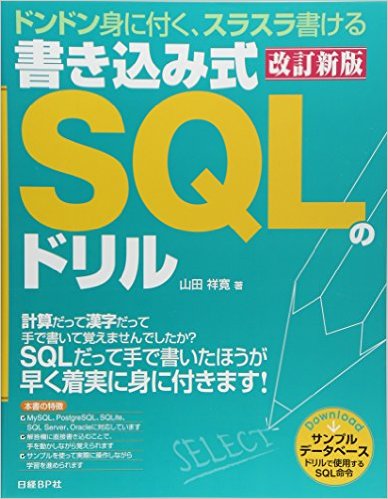 ドンドン身に付く、スラスラ書ける
書き込み式
改訂新版
SQLの
ドリル
山田 祥寛 著
計算だって漢字だって
手で書いて覚えませんでしたか?
SQLだって手で書いたほうが
早く着実に身に付きます!
本書の特徴
MySQL、PostgreSQL、SQLite、
SQL Server、Oracleに対応しています
解答欄に直接書き込むことで、
手を動かしながら覚えられます
サンプルを使って実際に操作しながら
学習を進められます
SELECT
Download
サンプル
データベース
ドリルで使用する
SQL命令
日経BP社